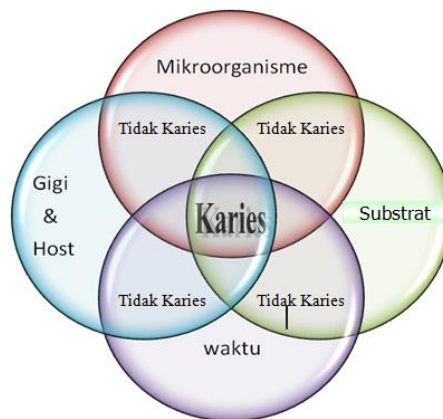 Mikroorganisme
Tidak Karies
Tidak Karies
Gigi
&
Host
Karies
Substrat
Tidak Karies
Tidak Karies
waktu